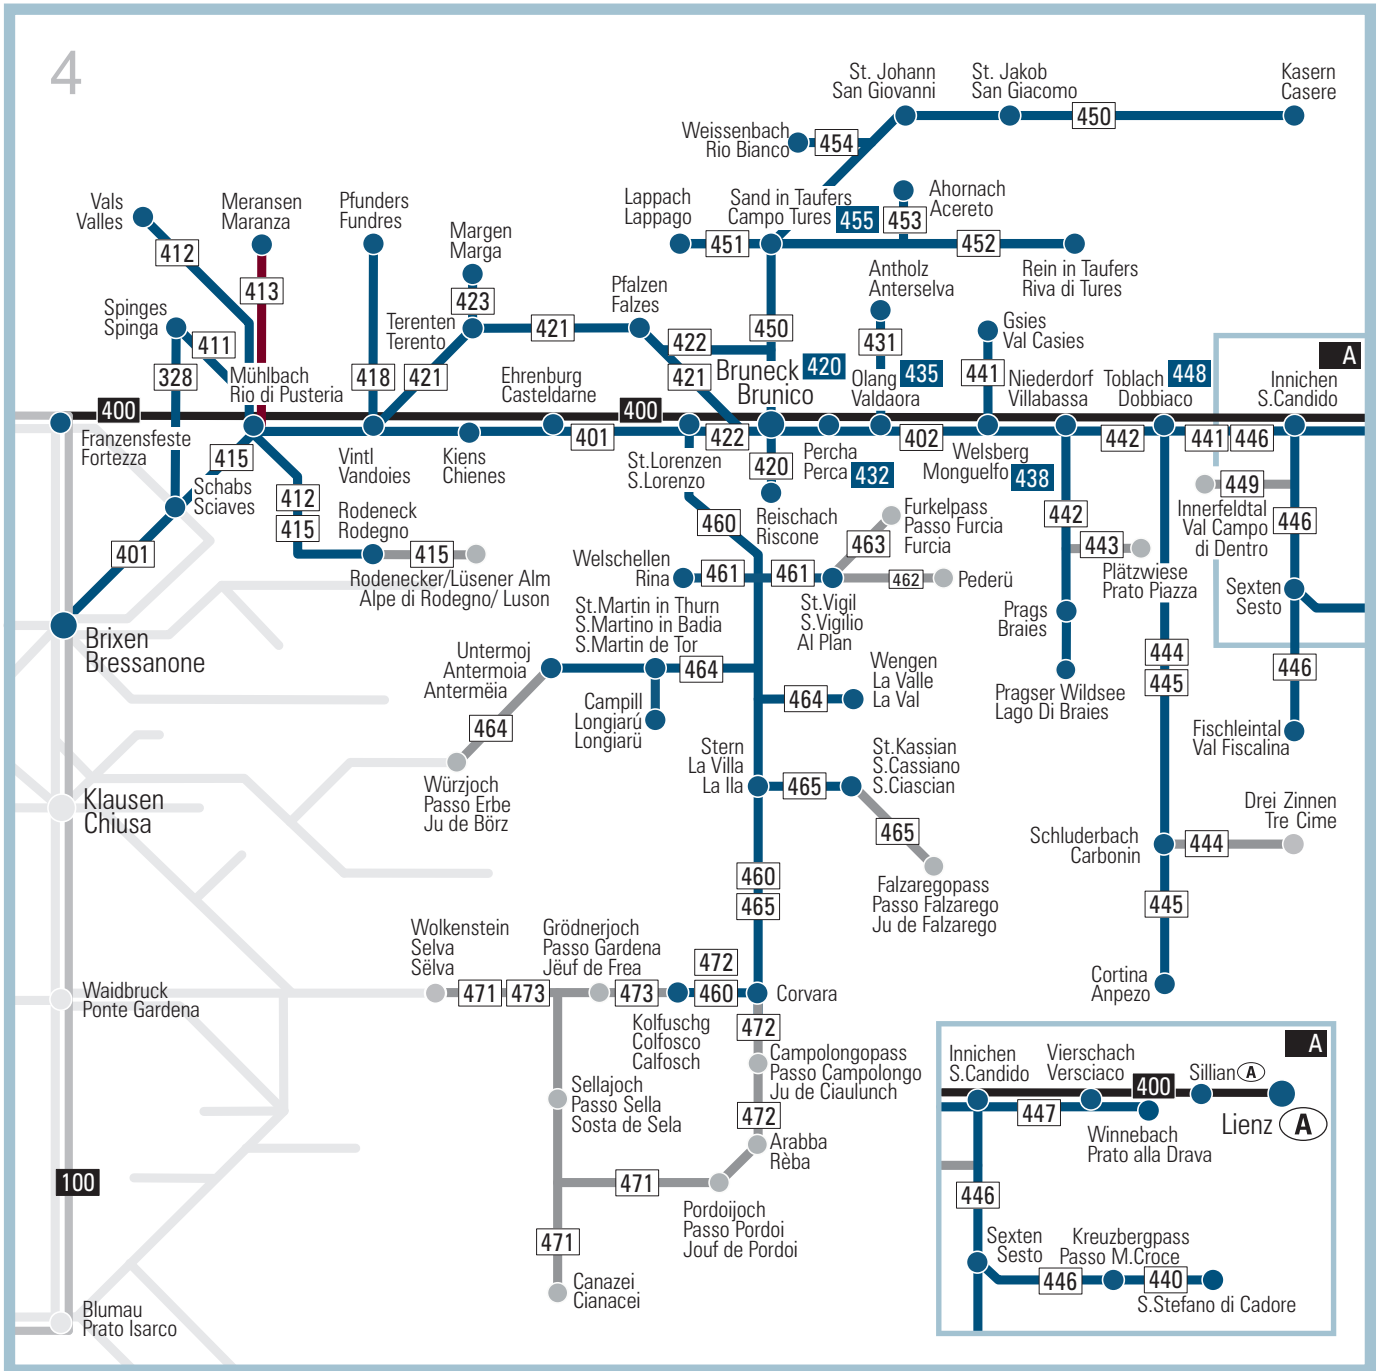 4
St. Johann
San Giovanni
St. Jakob
San Giacomo
Kasern
Casere
450
Weissenbach
Rio Bianco
454
Vals
Valles
Meransen
Maranza
Pfunders
Fundres
Lappach
Lappago
Sand in Taufers
Campo Tures
455
Ahornach
Acereto
453
412
Margen
Marga
451
452
413
423
Pfalzen
Falzes
Antholz
Anterselva
Rein in Taufers
Riva di Tures
Spinges
Spinga
411
Terenten
Terento
421
422
450
431
Gsies
Val Casies
A
328
Mühlbach
Rio di Pusteria
418
421
Ehrenburg
Casteldarne
421
Bruneck
Brunico
420
Olang
Valdaora
435
441
Niederdorf
Villabassa
Toblach
Dobbiaco
448
Innichen
S.Candido
400
400
401
422
402
442
441
446
Franzensfeste
Fortezza
415
Vintl
Vandoies
Kiens
Chienes
St.Lorenzen
S.Lorenzo
420
Percha
Perca
432
Welsberg
Monguelfo
438
449
Schabs
Sciaves
412
415
Rodeneck
Rodegno
Reischach
Riscone
460
Furkelpass
Passo Furcia
Furcia
442
Innerfeldtal
Val Campo
di Dentro
446
401
415
463
443
Rodenecker/Lüsener Alm
Alpe di Rodegno/ Luson
Welschellen
Rina
461
461
462
Pederü
Plätzwiese
Prato Piazza
Sexten
Sesto
St.Martin in Thurn
S.Martino in Badia
S.Martin de Tor
St.Vigil
S.Vigilio
Al Plan
Prags
Braies
Brixen
Bressanone
Untermoj
Antermoia
Antermëia
464
Wengen
La Valle
La Val
444
445
446
464
Campill
Longiarú
Longiarü
464
Pragser Wildsee
Lago Di Braies
Fischleintal
Val Fiscalina
Stern
La Villa
La Ila
465
St.Kassian
S.Cassiano
S.Ciascian
Klausen
Chiusa
Würzjoch
Passo Erbe
Ju de Börz
465
Drei Zinnen
Tre Cime
Schluderbach
Carbonin
444
460
465
Falzaregopass
Passo Falzarego
Ju de Falzarego
445
Wolkenstein
Selva
Sëlva
Grödnerjoch
Passo Gardena
Jëuf de Frea
472
Cortina
Anpezo
471
473
473
460
Corvara
Waidbruck
Ponte Gardena
Kolfuschg
Colfosco
Calfosch
472
Campolongopass
Passo Campolongo
Ju de Ciaulunch
Sellajoch
Passo Sella
Sosta de Sela
472
Arabba
Rèba
100
471
Pordoijoch
Passo Pordoi
Jouf de Pordoi
471
Canazei
Cianacei
Blumau
Prato Isarco
A
Innichen
S.Candido
Vierschach
Versciaco
400
Sillian A
447
Lienz A
Winnebach
Prato alla Drava
446
Sexten
Sesto
Kreuzbergpass
Passo M.Croce
446
440
S.Stefano di Cadore